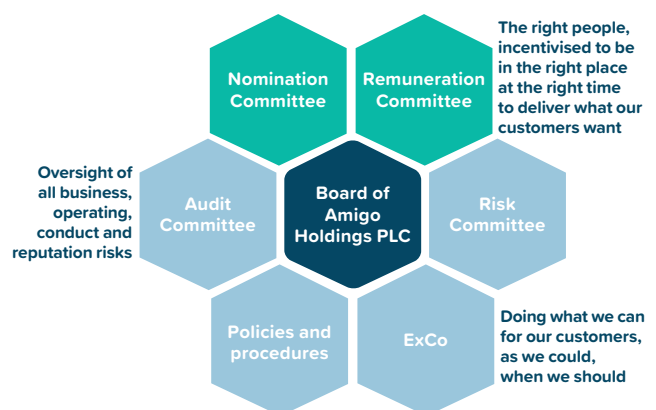 Nomination
Committee
Remuneration
Committee
The right people,
incentivised to be
in the right place
at the right time
to deliver what our
customers want
Oversight of
all business,
operating,
conduct and
reputation risks
Audit
Committee
Board of
Amigo
Holdings PLC
Risk
Committee
Policies and
procedures
ExCo
Doing what we can
for our customers,
as we could,
when we should